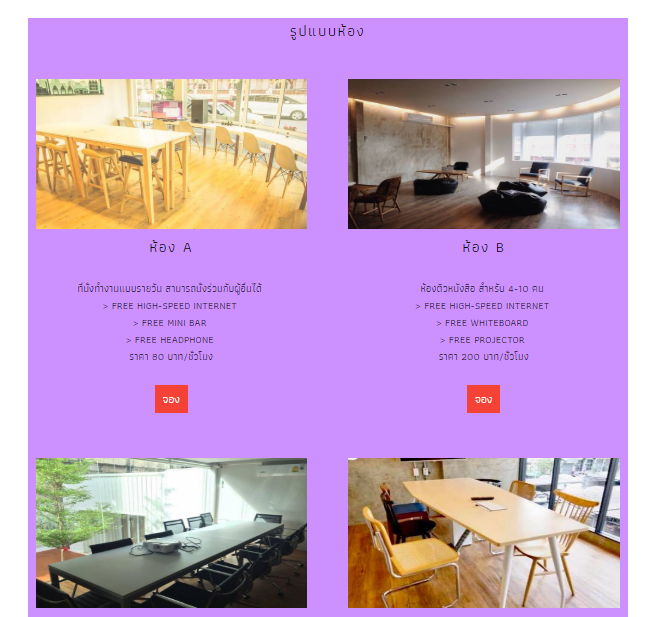 รูปแบบห้อง
ห้อง A
ที่นั่งทำงานแบบรายวัน สามารถนั่งร่วมกับผู้อื่นได้
> FREE HIGH-SPEED INTERNET
> FREE MINI BAR
> FREE HEADPHONE
ราคา 80 บาท/ชั่วโมง
จอง
ห้อง B
ห้องติวหนังสือ สำหรับ 4-10 คน
> FREE HIGH-SPEED INTERNET
> FREE WHITEBOARD
> FREE PROJECTOR
ราคา 200 บาท/ชั่วโมง
จอง